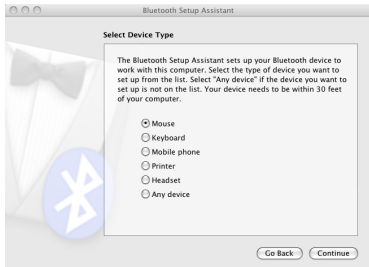 Bluetooth Setup Assistant
Select Device Type
The Bluetooth Setup Assistant sets up your Bluetooth device to
work with this computer. Select the type of device you want to
set up from the list. Select "Any device" if the device you want to
set up is not on the list. Your device needs to be within 30 feet
of your computer.
Mouse
Keyboard
Mobile phone
Printer
Headset
Any device
Go Back
Continue